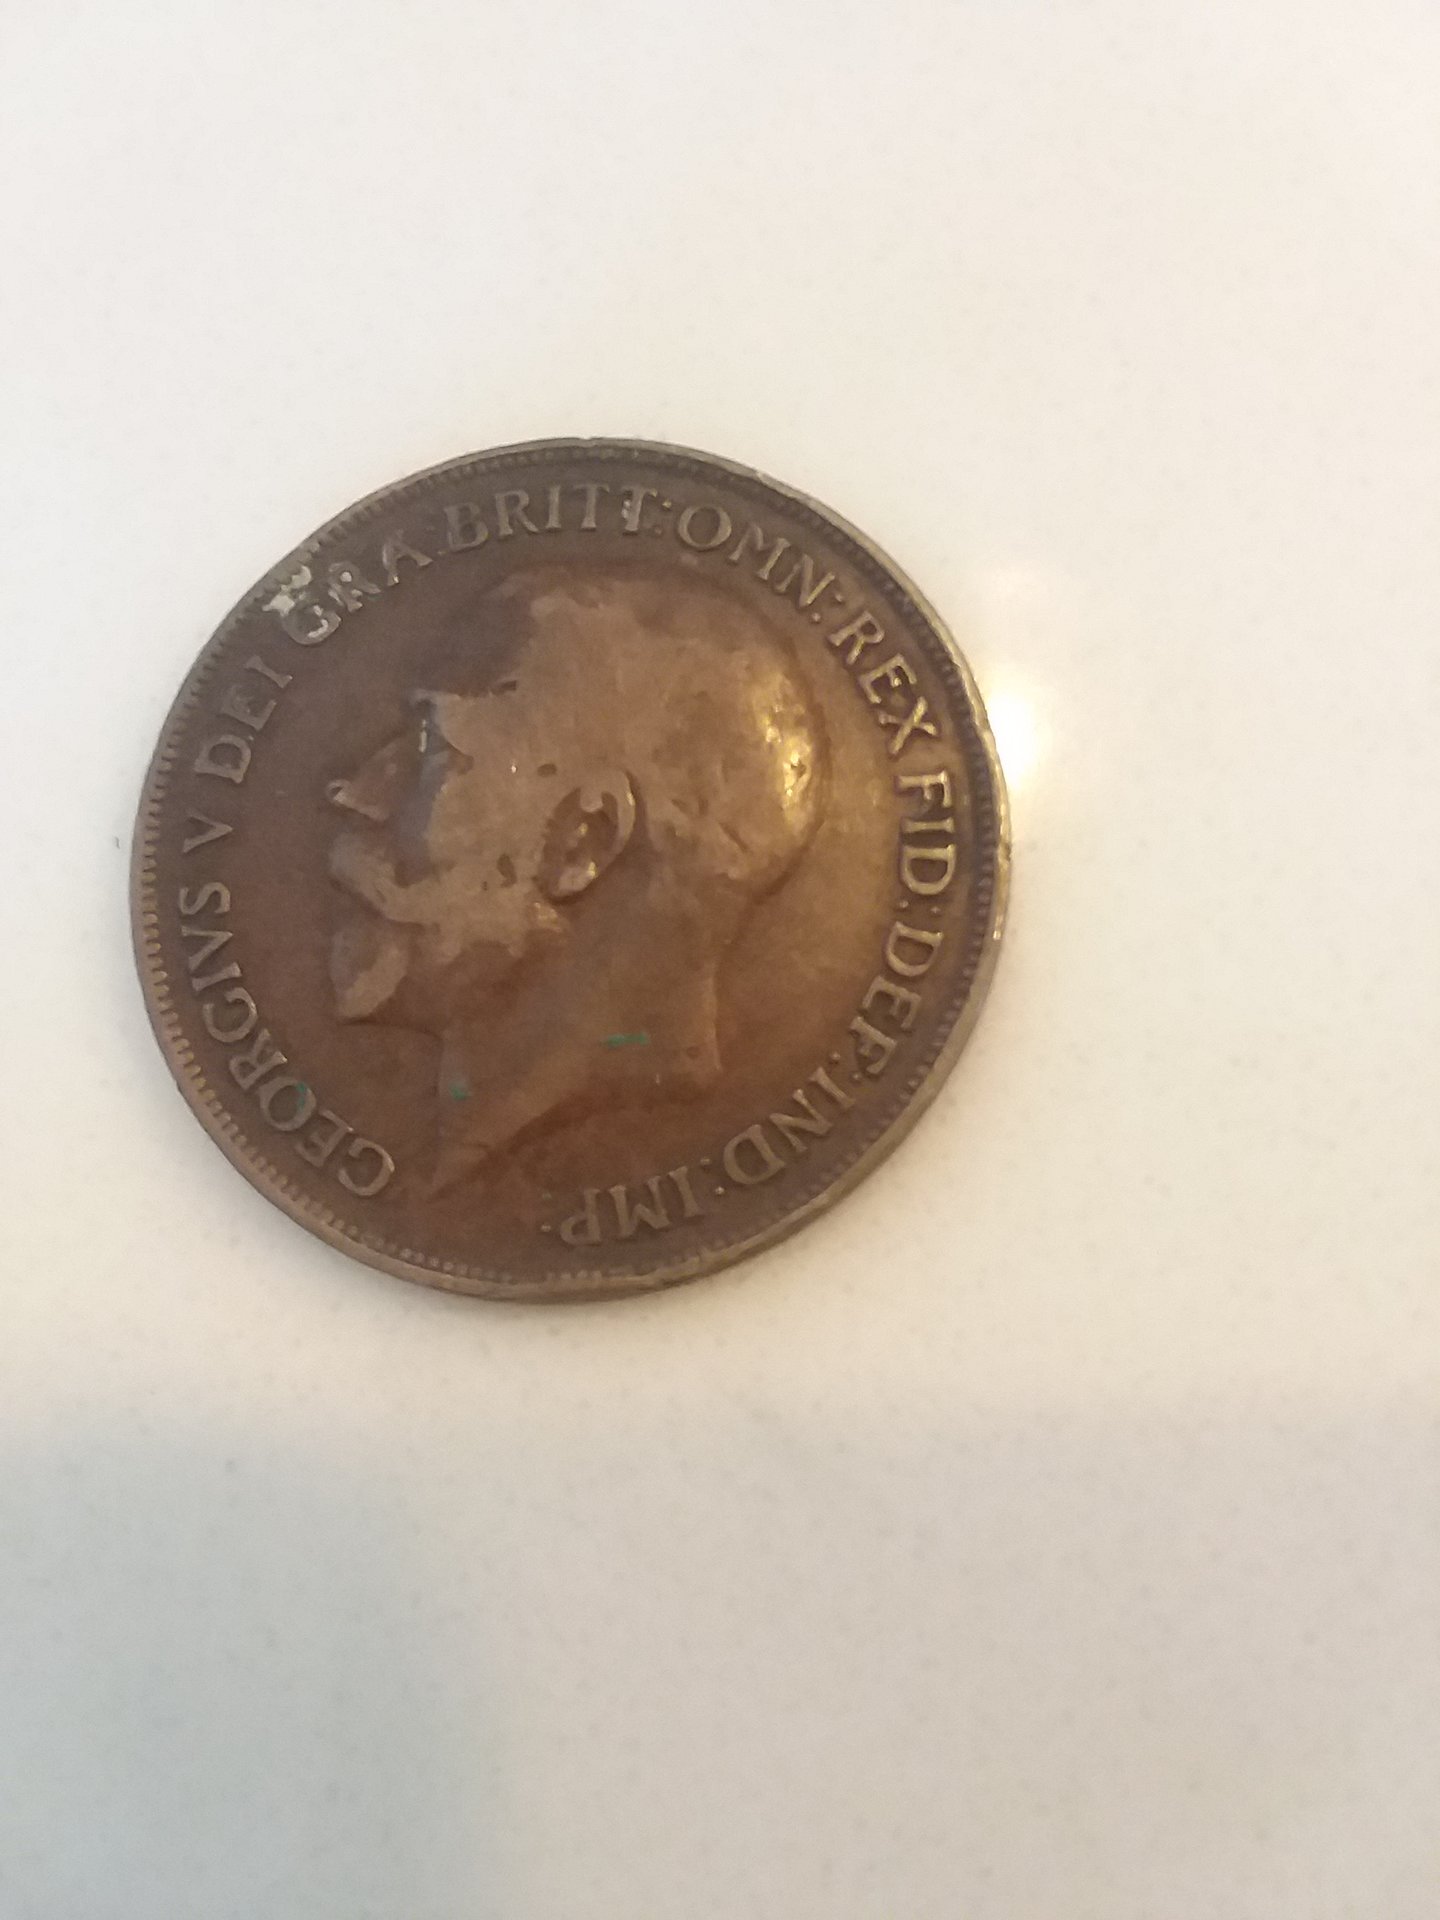 GEORGIVS V DEI GRA: BRITT: OMN: REX FID: DEF: IND: IMP: